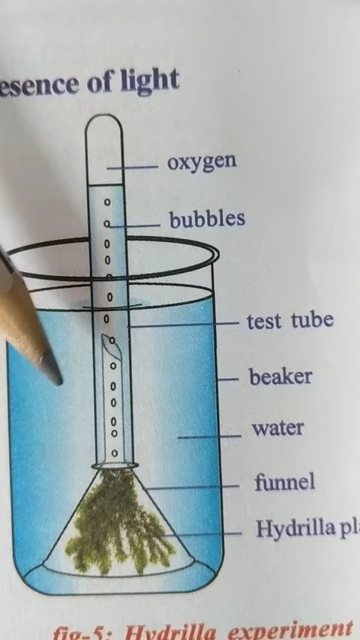 esence of light
oxygen
bubbles
test tube
beaker
water
funnel
Hydrilla pl
fig-5: Hydrilla experiment